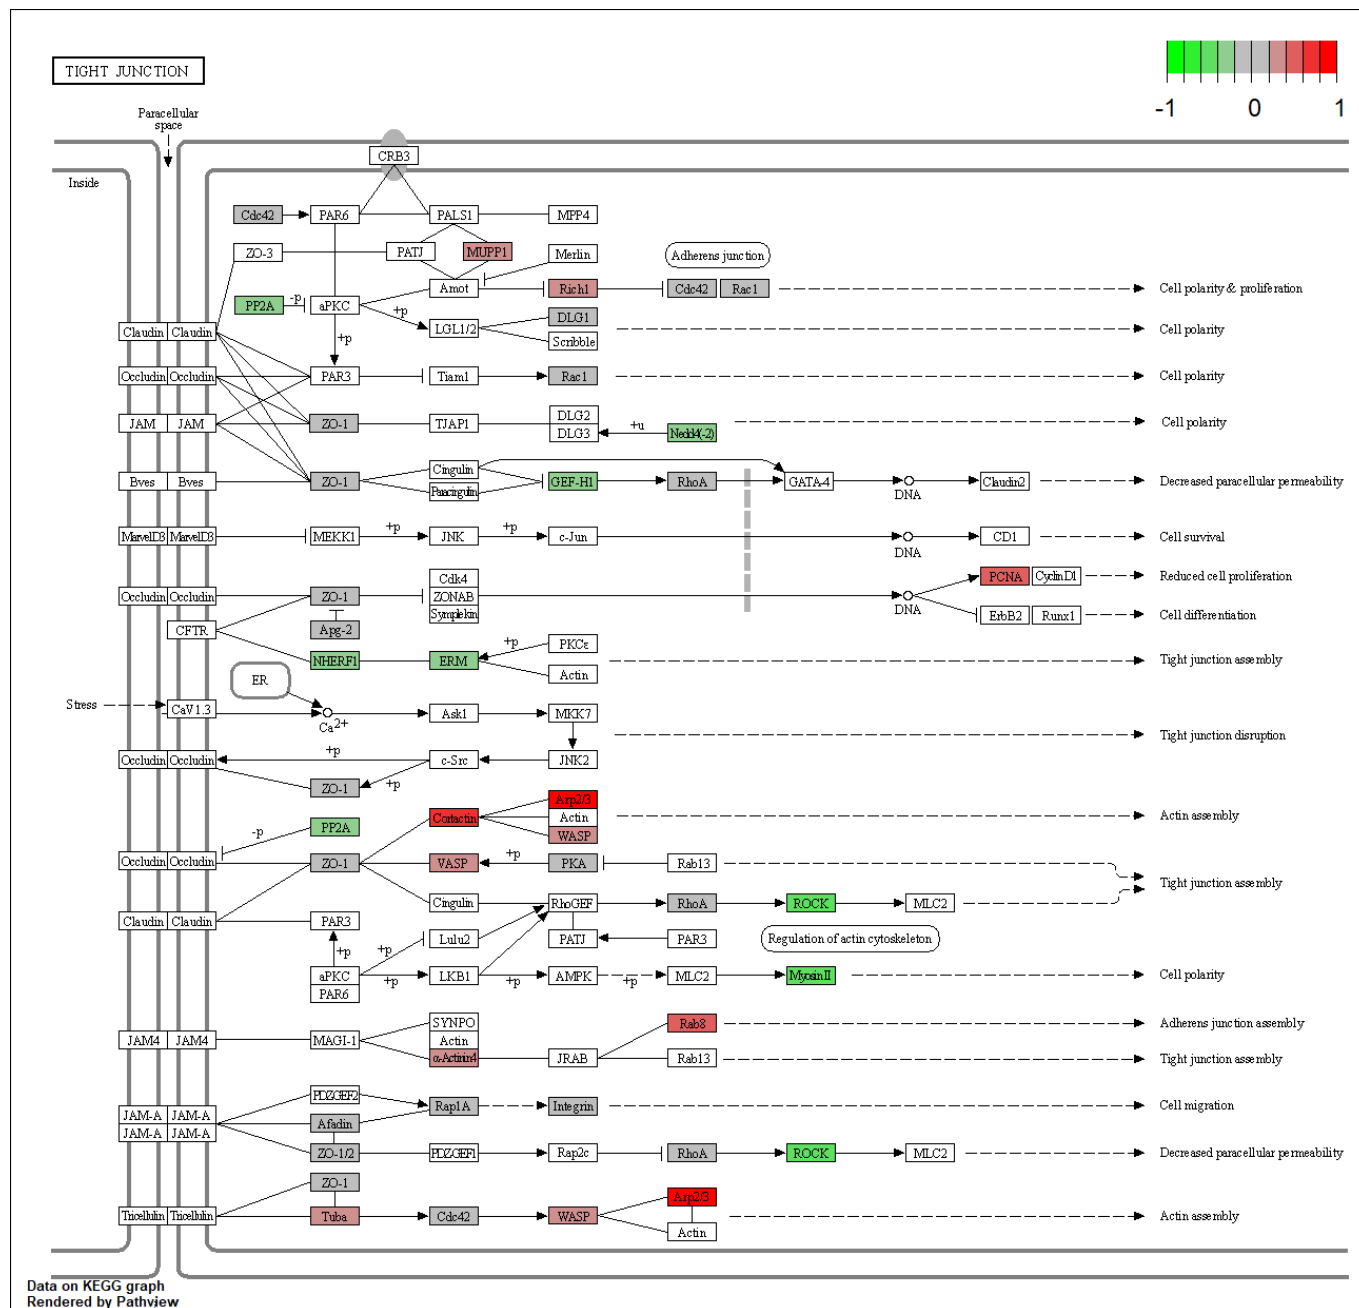 TIGHT JUNCTION
-1 0 1
Paracellular
space
CRB3
Inside
Cdc42 PAR6 PALS1 MPP4
ZO-3 PATJ MUPP1 Merlin Adherens junction
Amot Rich1 Cdc42 Rac1 Cell polarity & proliferation
PP2A -p aPKC
+p LGL1/2 DLG1 Cell polarity
Claudin Claudin
+p Scribble
Occludin Occludin PAR3 Tiam1 Rac1 Cell polarity
JAM JAM ZO-1 TJAP1 DLG2 Cell polarity
DLG3 +u Nedd4(-2)
Bves Bves ZO-1 Cingulin GEF-H1 RhoA GATA-4 DNA Claudin2 Decreased paracellular permeability
Paracingulin
MarvelD3 MarvelD3 MEKK1 +p JNK +p c-Jun DNA CD1 Cell survival
PCNA CyclinD1 Reduced cell proliferation
Cdk4
Occludin Occludin ZO-1 ZONAB DNA
Symplekin ErbB2 Runx1 Cell differentiation
CFTR Apg-2
+p PKCε
NHERF1 ERM Tight junction assembly
Actin
ER
Stress CaV1.3 Ca2+ Ask1 MKK7
Tight junction disruption
Occludin Occludin +p c-Src JNK2
ZO-1 +p
Arp2/3
Cortactin Actin Actin assembly
PP2A -p WASP
Occludin Occludin ZO-1 VASP +p PKA Rab13
Tight junction assembly
Cingulin RhoGEF RhoA ROCK MLC2
Claudin Claudin PAR3
+p +p Lulu2 PATJ PAR3 Regulation of actin cytoskeleton
aPKC +p LKB1 +p AMPK +p MLC2 Myosin II Cell polarity
PAR6
SYNPO Rab8 Adherens junction assembly
JAM4 JAM4 MAGI-1 Actin
α-Actinin4 JRAB Rab13 Tight junction assembly
PDZGEF2
Rap1A Integrin Cell migration
JAM-A JAM-A Afadin
JAM-A JAM-A
ZO-1/2 PDZGEF1 Rap2c RhoA ROCK MLC2 Decreased paracellular permeability
ZO-1
Arp2/3
Tricellulin Tricellulin Tuba Cdc42 WASP Actin assembly
Actin
Data on KEGG graph
Rendered by Pathview